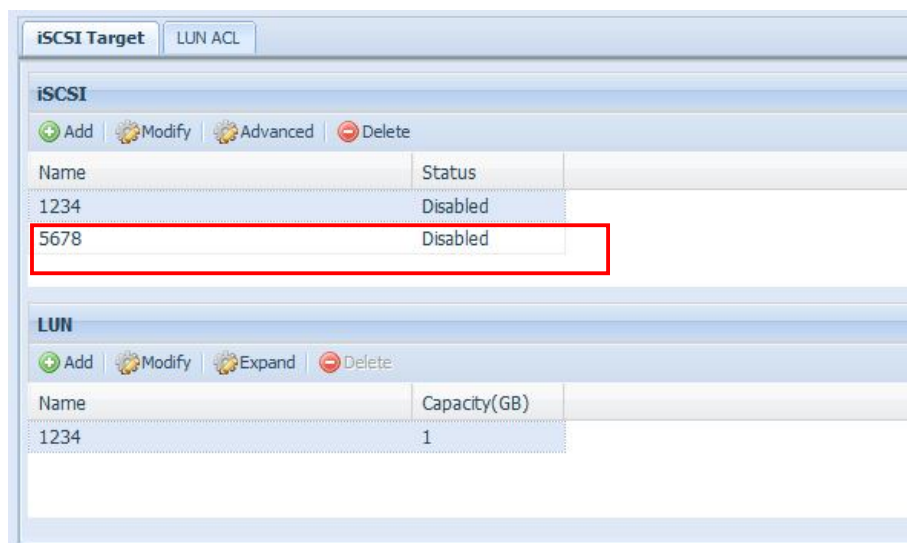 iSCSI Target LUN ACL
iSCSI
Add Modify Advanced Delete
Name Status
1234 Disabled
5678 Disabled
LUN
Add Modify Expand Delete
Name Capacity(GB)
1234 1